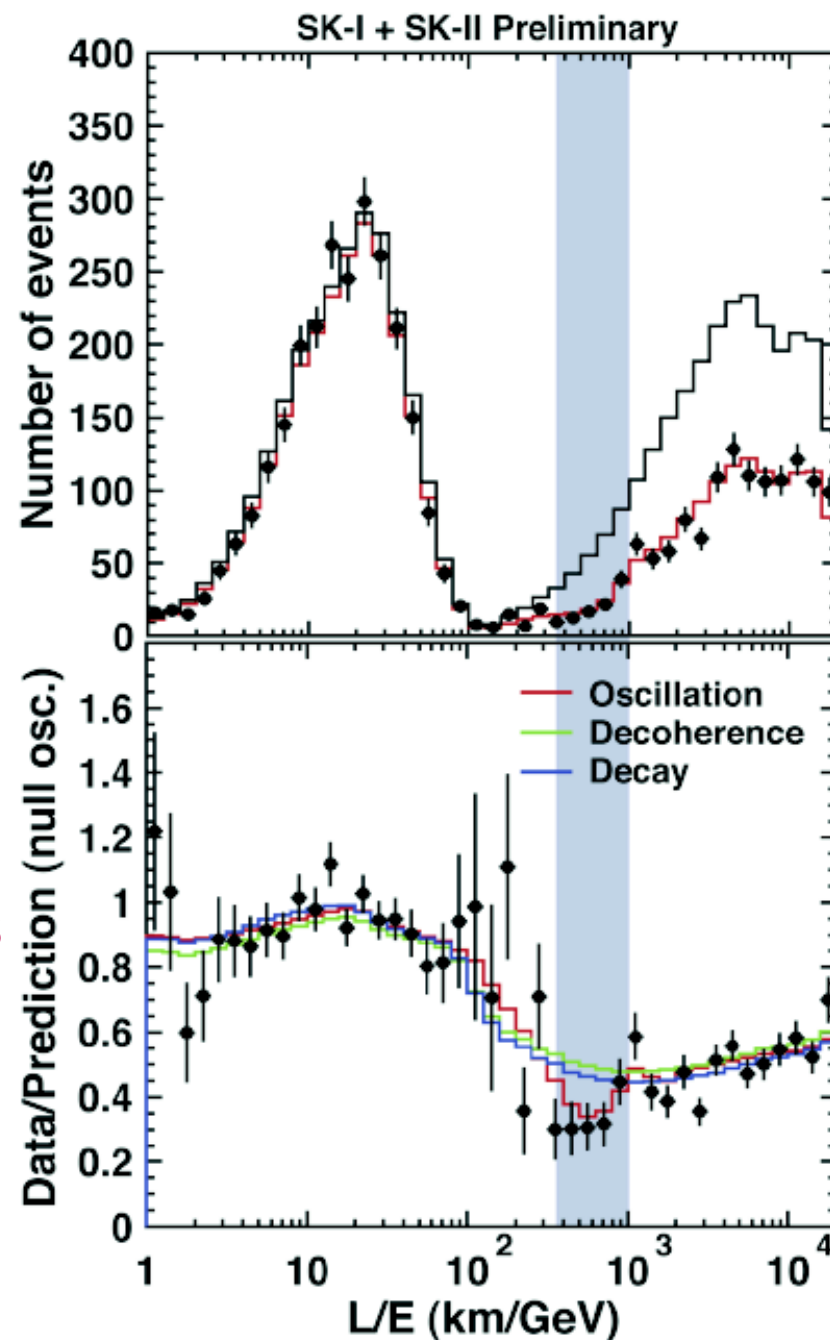 SK-I + SK-II Preliminary
400
350
300
250
200
150
100
50
0
Number of events
Oscillation
Decoherence
Decay
1.6
1.4
1.2
1
0.8
0.6
0.4
0.2
0
Data/Prediction (null osc.)
1 10 10² 10³ 10⁴
L/E (km/GeV)